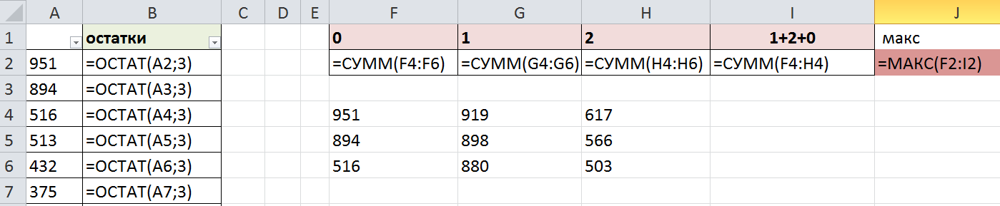 A B C D E F G H I J
1 остатки 0 1 2 1+2+0 макс
2 951 =ОСТАТ(A2;3) =СУММ(F4:F6) =СУММ(G4:G6) =СУММ(H4:H6) =СУММ(F4:H4) =МАКС(F2:I2)
3 894 =ОСТАТ(A3;3)
4 516 =ОСТАТ(A4;3) 951 919 617
5 513 =ОСТАТ(A5;3) 894 898 566
6 432 =ОСТАТ(A6;3) 516 880 503
7 375 =ОСТАТ(A7;3)